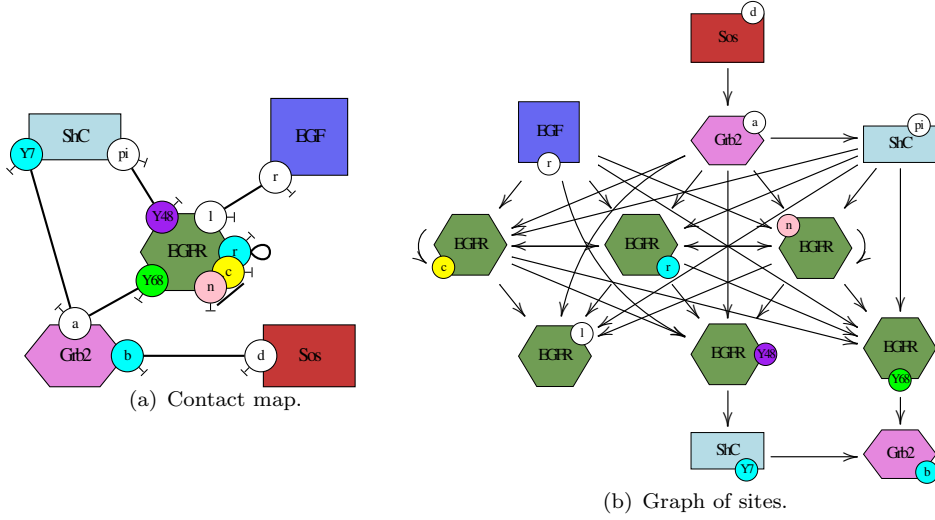 d
Sos
ShC
EGF
EGF
a
Grb2
pi
ShC
Y7
pi
r
r
Y48
l
EGFR
r
c
n
Y68
EGFR
c
EGFR
r
n
EGFR
a
Grb2
b
d
Sos
EGFR
l
EGFR
Y48
EGFR
Y68
(a) Contact map.
ShC
Y7
Grb2
b
(b) Graph of sites.